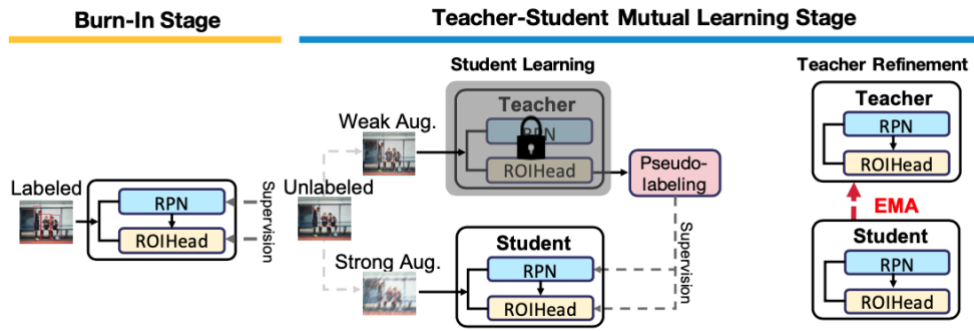 Burn-In Stage
Teacher-Student Mutual Learning Stage
Student Learning
Teacher Refinement
Labeled
RPN
ROIHead
Supervision
Unlabeled
Weak Aug.
Strong Aug.
Teacher
RPN
ROIHead
Pseudo-
labeling
Supervision
Student
RPN
ROIHead
Teacher
RPN
ROIHead
EMA
Student
RPN
ROIHead